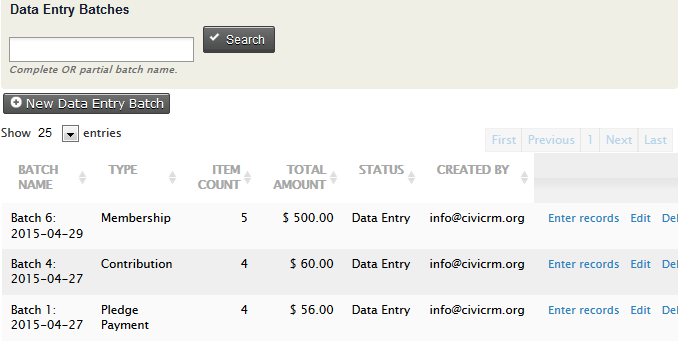 Data Entry Batches
Search
Complete OR partial batch name.
New Data Entry Batch
Show 25 entries
First Previous 1 Next Last
BATCH NAME TYPE ITEM COUNT TOTAL AMOUNT STATUS CREATED BY
Batch 6: 2015-04-29 Membership 5 $ 500.00 Data Entry info@civicrm.org Enter records Edit Del
Batch 4: 2015-04-27 Contribution 4 $ 60.00 Data Entry info@civicrm.org Enter records Edit Del
Batch 1: 2015-04-27 Pledge Payment 4 $ 56.00 Data Entry info@civicrm.org Enter records Edit Del